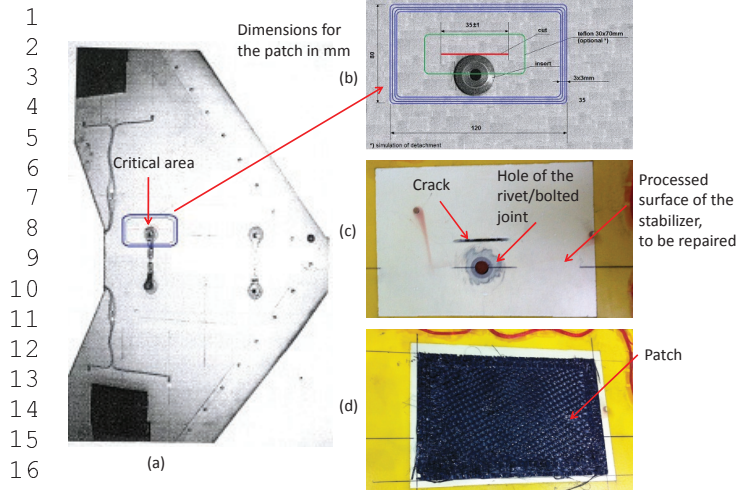 1
2
3
4
5
6
7
8
9
10
11
12
13
14
15
16
Dimensions for
the patch in mm
Critical area
(a)
(b)
35±1
cut
teflon 30x70mm
(optional *)
insert
3x3mm
35
80
120
*) simulation of detachment
(c)
Crack
Hole of the
rivet/bolted
joint
Processed
surface of the
stabilizer,
to be repaired
(d)
Patch